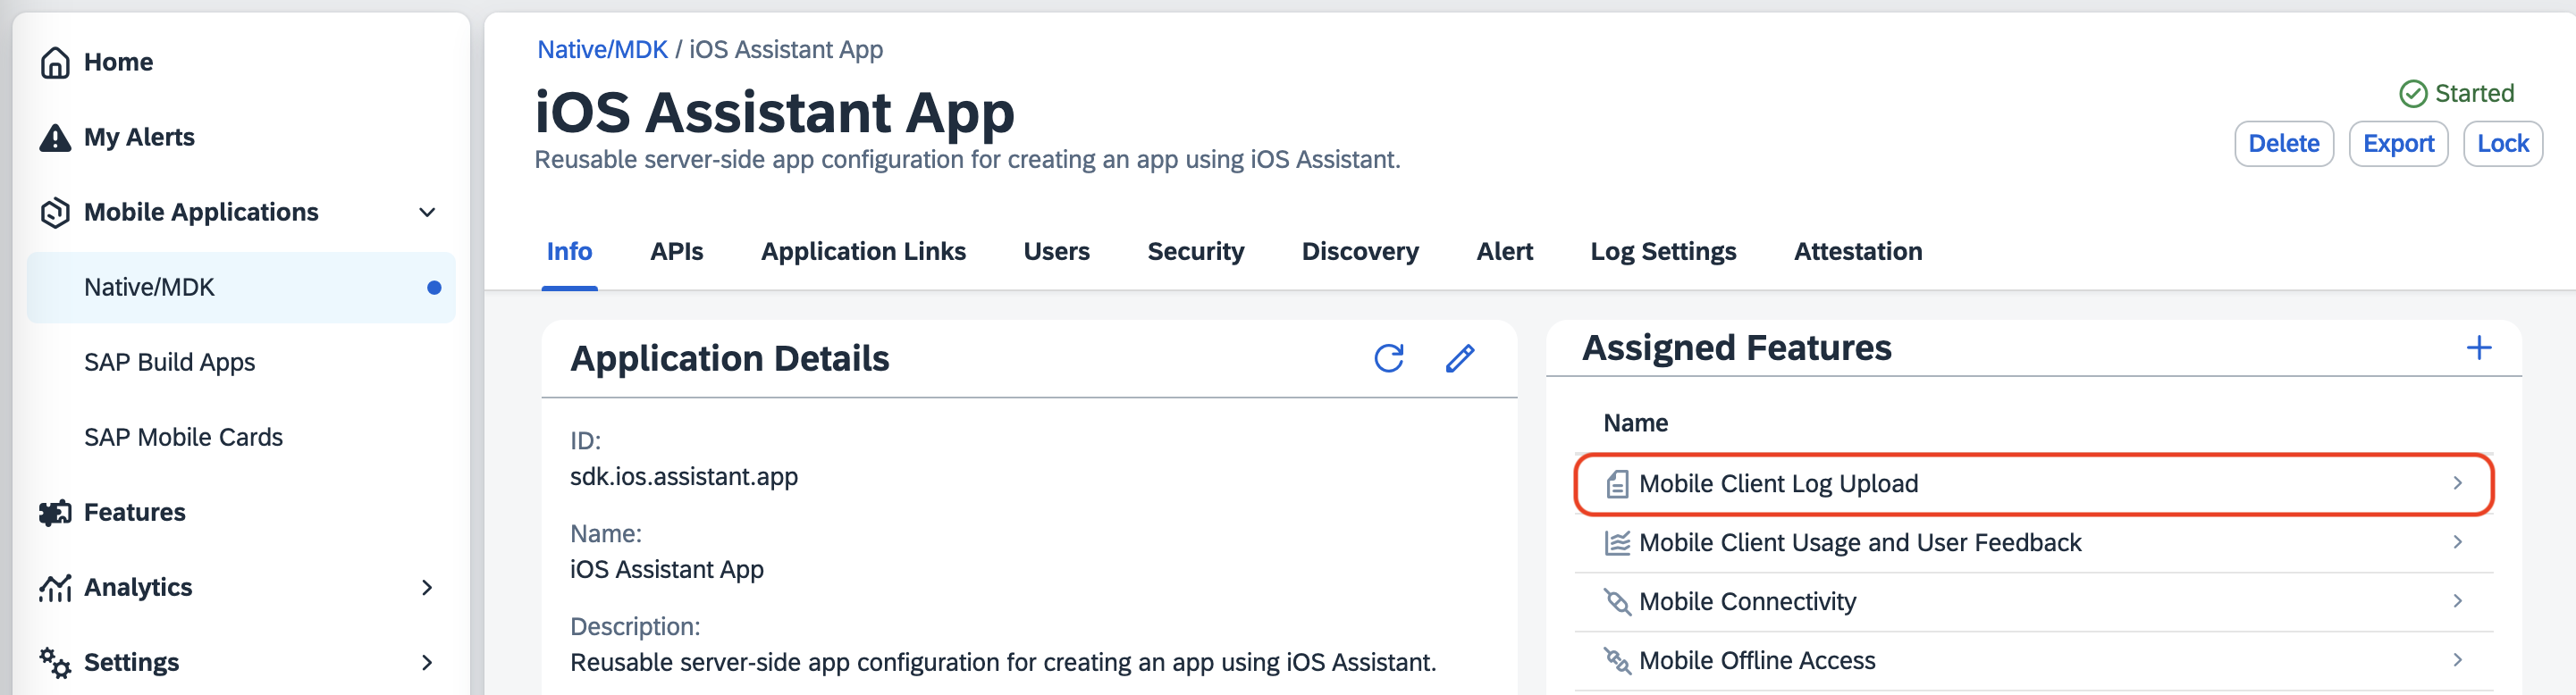 Home
My Alerts
Mobile Applications
Native/MDK
SAP Build Apps
SAP Mobile Cards
Features
Analytics
Settings
Native/MDK / iOS Assistant App
iOS Assistant App
Reusable server-side app configuration for creating an app using iOS Assistant.
Started
Delete Export Lock
Info APIs Application Links Users Security Discovery Alert Log Settings Attestation
Application Details
ID:
sdk.ios.assistant.app
Name:
iOS Assistant App
Description:
Reusable server-side app configuration for creating an app using iOS Assistant.
Assigned Features
Name
Mobile Client Log Upload
Mobile Client Usage and User Feedback
Mobile Connectivity
Mobile Offline Access